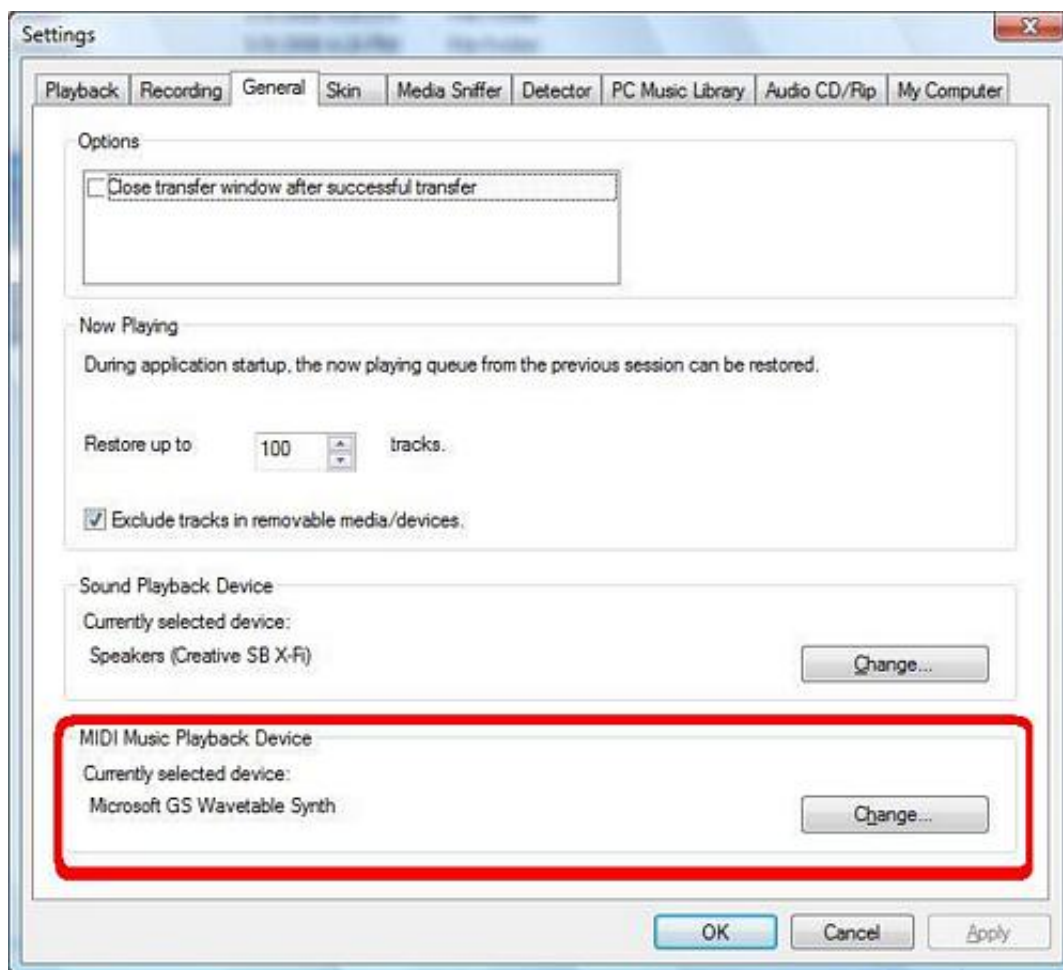 Settings
Playback Recording General Skin Media Sniffer Detector PC Music Library Audio CD/Rip My Computer
Options
Close transfer window after successful transfer
Now Playing
During application startup, the now playing queue from the previous session can be restored.
Restore up to 100 tracks.
Exclude tracks in removable media/devices.
Sound Playback Device
Currently selected device:
Speakers (Creative SB X-Fi)
Change...
MIDI Music Playback Device
Currently selected device:
Microsoft GS Wavetable Synth
Change...
OK Cancel Apply